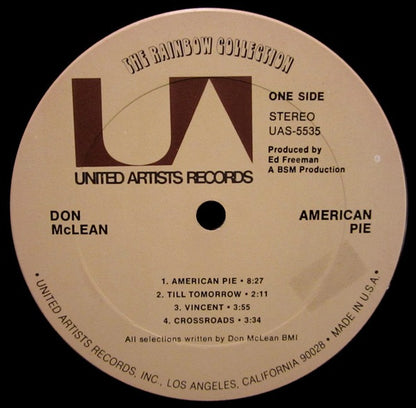 THE RAINBOW COLLECTION
UA
UNITED ARTISTS RECORDS
ONE SIDE
STEREO
UAS-5535
Produced by
Ed Freeman
A BSM Production
DON
McLEAN
AMERICAN
PIE
1. AMERICAN PIE • 8:27
2. TILL TOMORROW • 2:11
3. VINCENT • 3:55
4. CROSSROADS • 3:34
All selections written by Don McLean BMI
• UNITED ARTISTS RECORDS, INC., LOS ANGELES, CALIFORNIA 90028 • MADE IN U.S.A. •